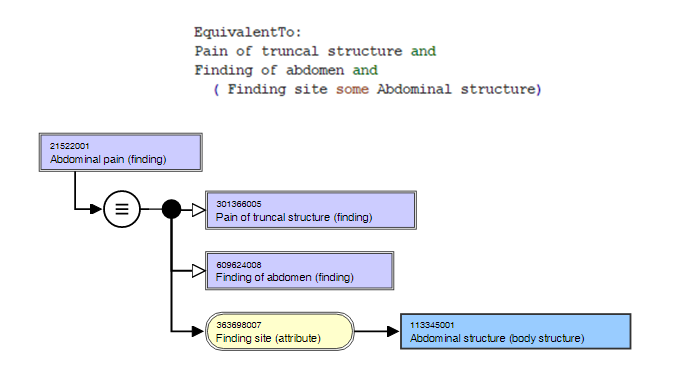 EquivalentTo:
Pain of truncal structure and
Finding of abdomen and
( Finding site some Abdominal structure)
21522001
Abdominal pain (finding)
301366005
Pain of truncal structure (finding)
609624008
Finding of abdomen (finding)
363698007
Finding site (attribute)
113345001
Abdominal structure (body structure)